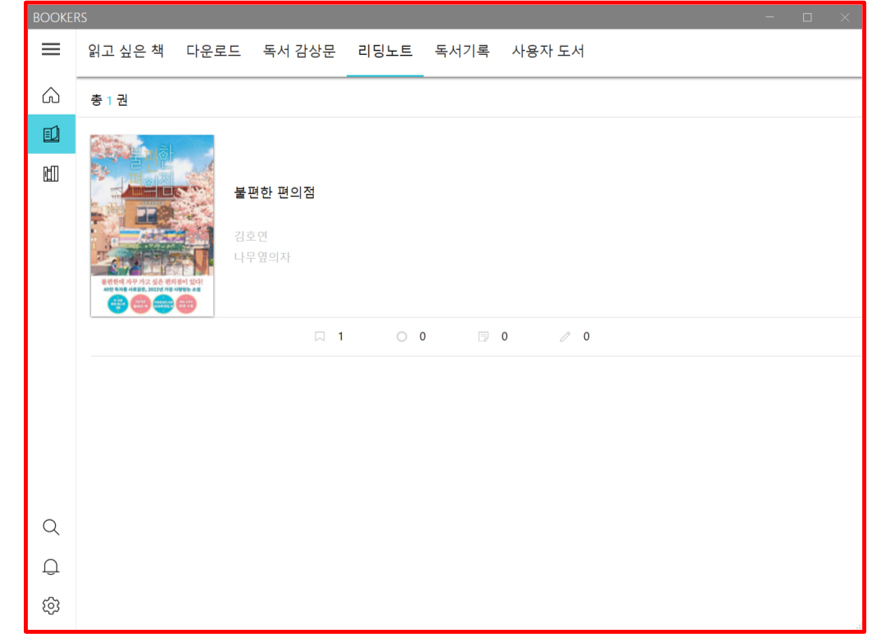 BOOKERS
읽고 싶은 책 다운로드 독서 감상문 리딩노트 독서기록 사용자 도서
총 1 권
불편한
편의점
불편한 편의점
김호연
나무옆의자
불편한데 자꾸 가고 싶은 편의점이 있다!
1 0 0 0